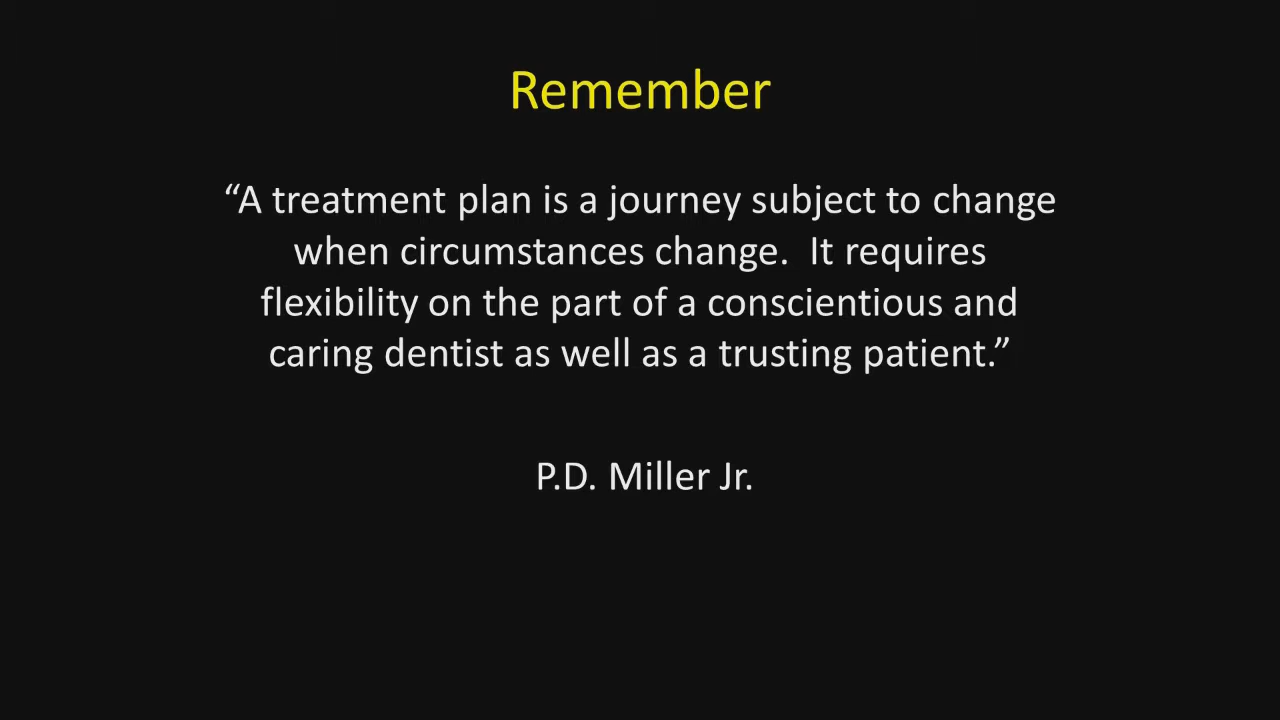 Remember
“A treatment plan is a journey subject to change
when circumstances change.  It requires
flexibility on the part of a conscientious and
caring dentist as well as a trusting patient.”
P.D. Miller Jr.